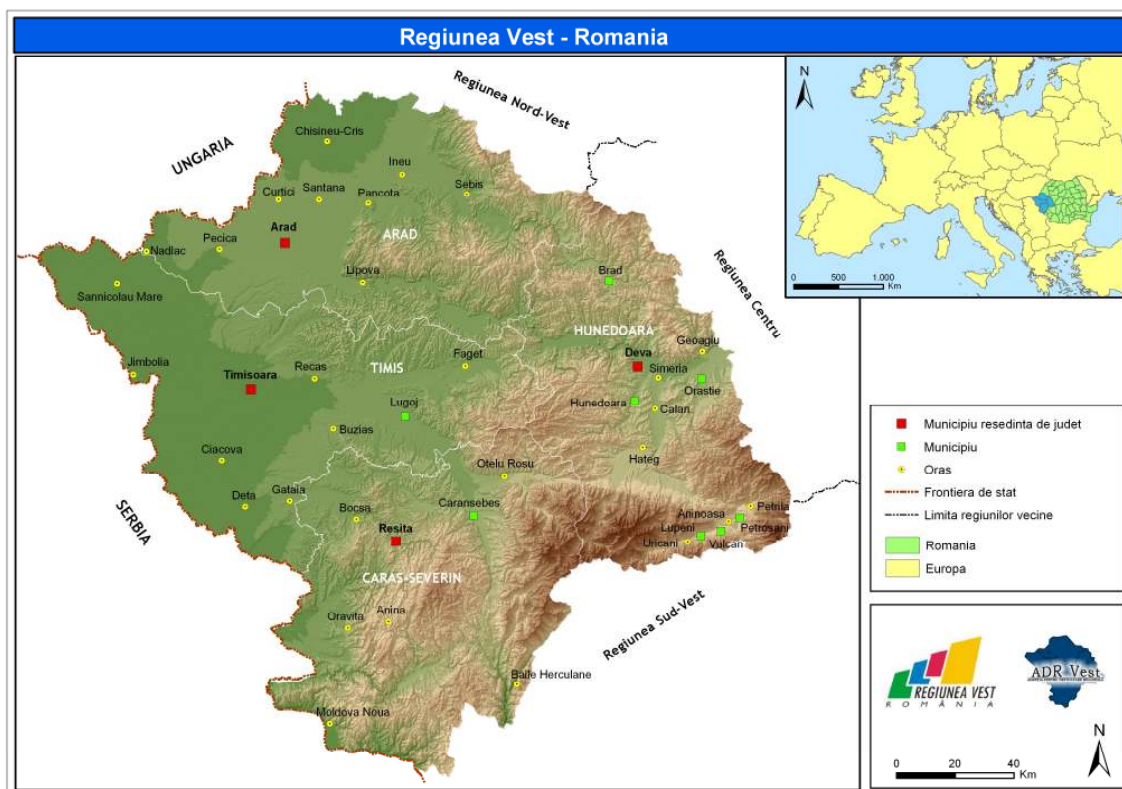 Regiunea Vest - Romania
Regiunea Nord-Vest
UNGARIA
Chisineu-Cris
Ineu
Sebis
Curtici
Santana
Pancota
Arad
Pecica
Nadlac
ARAD
Lipova
Brad
Regiunea Centru
Sannicolau Mare
HUNEDOARA
Geoagiu
Deva
Jimbolia
Timisoara
Recas
TIMIS
Faget
Simeria
Orastie
Lugoj
Hunedoara
Calan
Buzias
Ciacova
Hateg
Otelu Rosu
Deta
Gataia
SERBIA
Bocsa
Caransebes
Resita
Petrila
Aninoasa
Petrosani
Lupeni
Uricani
Vulcan
CARAS-SEVERIN
Oravita
Anina
Regiunea Sud-Vest
Baile Herculane
Moldova Noua
N
0 500 1.000
Km
Municipiu resedinta de judet
Municipiu
Oras
Frontiera de stat
Limita regiunilor vecine
Romania
Europa
REGIUNEA VEST
ROMÂNIA
ADR Vest
N
0 20 40
Km